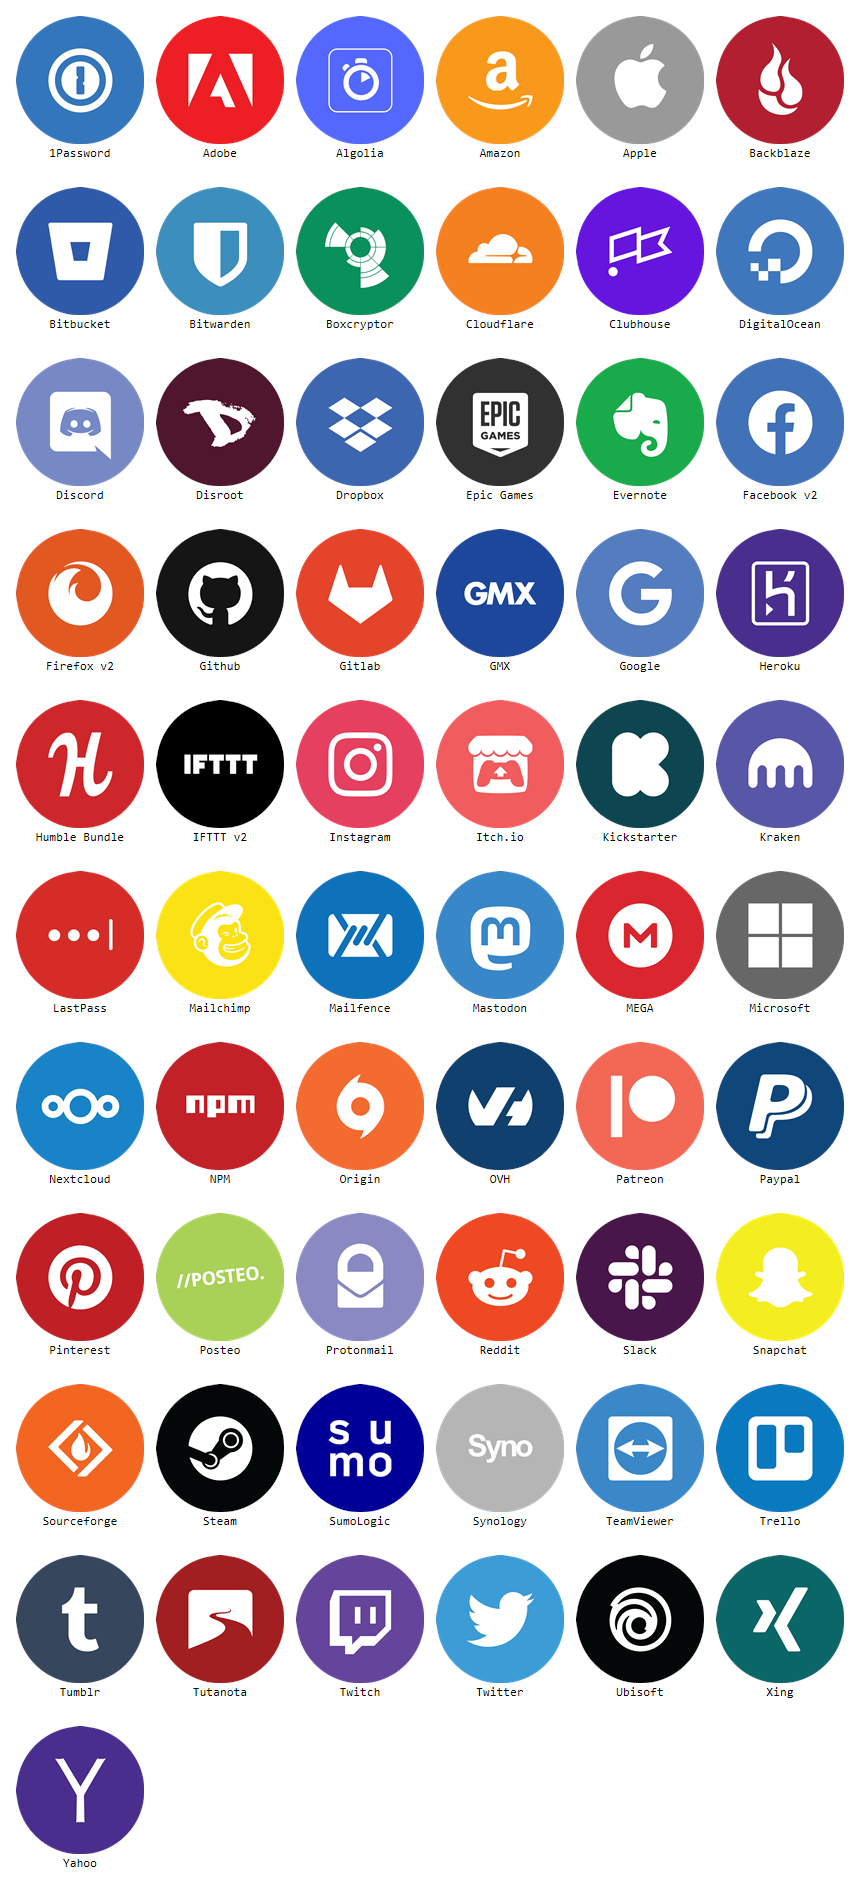 1Password Adobe Algolia Amazon Apple Backblaze
Bitbucket Bitwarden Boxcryptor Cloudflare Clubhouse DigitalOcean
EPIC
GAMES
Discord Disroot Dropbox Epic Games Evernote Facebook v2
GMX
Firefox v2 Github Gitlab GMX Google Heroku
IFTTT
Humble Bundle IFTTT v2 Instagram Itch.io Kickstarter Kraken
LastPass Mailchimp Mailfence Mastodon MEGA Microsoft
npm
Nextcloud NPM Origin OVH Patreon Paypal
//POSTEO.
Pinterest Posteo Protonmail Reddit Slack Snapchat
su
mo
Syno
Sourceforge Steam SumoLogic Synology TeamViewer Trello
Tumblr Tutanota Twitch Twitter Ubisoft Xing
Y
Yahoo